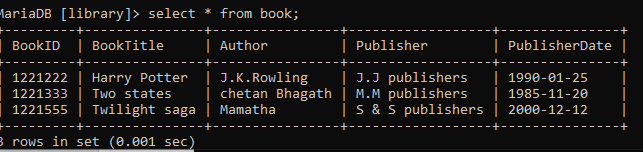 MariaDB [library]> select * from book;
+---------+---------------+----------------+------------------+---------------+
| BookID | BookTitle | Author | Publisher | PublisherDate |
+---------+---------------+----------------+------------------+---------------+
| 1221222 | Harry Potter | J.K.Rowling | J.J publishers | 1990-01-25 |
| 1221333 | Two states | chetan Bhagath | M.M publishers | 1985-11-20 |
| 1221555 | Twilight saga | Mamatha | S & S publishers | 2000-12-12 |
+---------+---------------+----------------+------------------+---------------+
3 rows in set (0.001 sec)